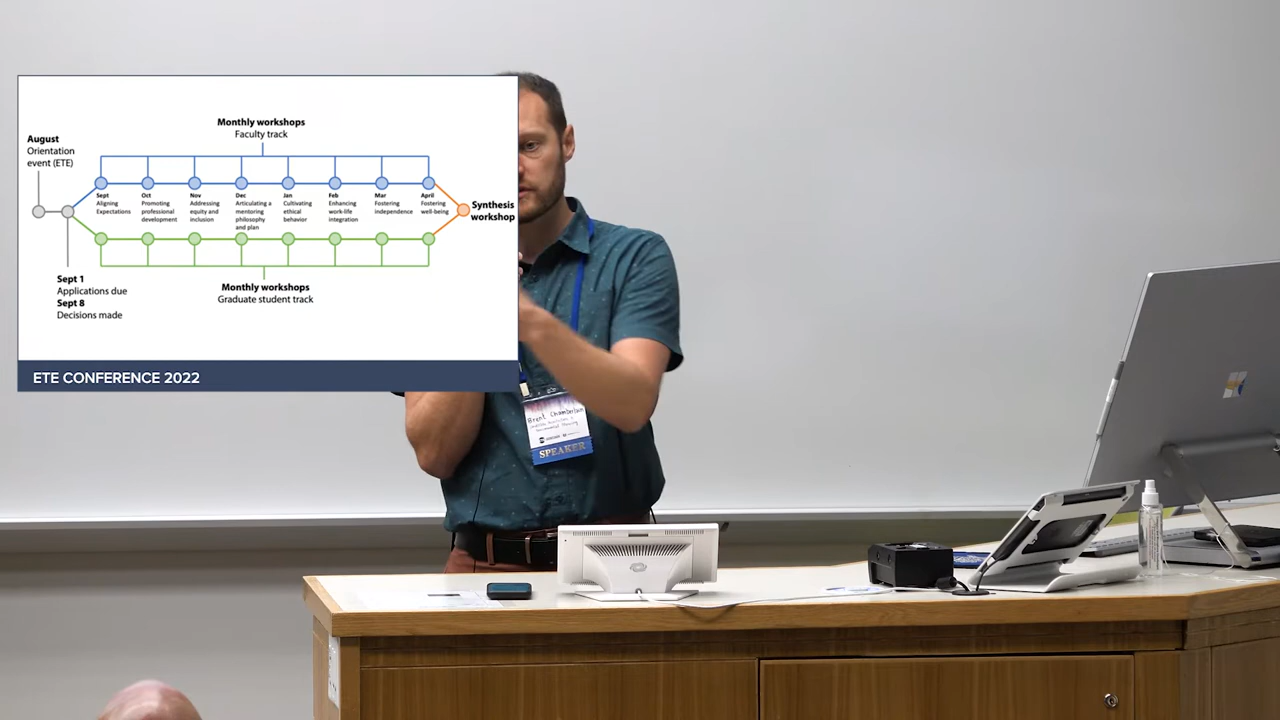 Monthly workshops
Faculty track
August
Orientation
event (ETE)
Sept
Aligning
Expectations
Oct
Promoting
professional
development
Nov
Addressing
equity and
inclusion
Dec
Articulating a
mentoring
philosophy
and plan
Jan
Cultivating
ethical
behavior
Feb
Enhancing
work-life
integration
Mar
Fostering
independence
April
Fostering
well-being
Synthesis
workshop
Sept 1
Applications due
Sept 8
Decisions made
Monthly workshops
Graduate student track
ETE CONFERENCE 2022
Brent Chamberlain
SPEAKER